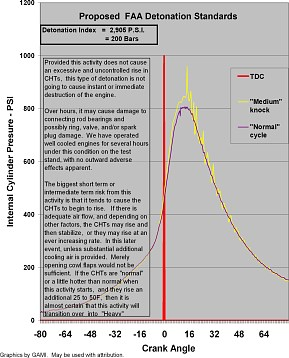 Proposed FAA Detonation Standards
Detonation Index = 2,905 P.S.I.
= 200 Bars
Provided this activity does not cause
an excessive and uncontrolled rise in
CHTs, this type of detonation is not
going to cause instant or immediate
destruction of the engine.
Over hours, it may cause damage to
connecting rod bearings and
possibly ring, valve, and/or spark
plug damage. We have operated
well cooled engines for several hours
under this condition on the test
stand, with no outward adverse
effects apparent.
The biggest short term or
intermediate term risk from this
activity is that it tends to cause the
CHTs to begin to rise. If there is
adequate air flow, and depending on
other factors, the CHTs may rise and
then stabilize, or they may rise at an
ever increasing rate. In this later
event, unless substantial additional
cooling air is provided. Merely
opening cowl flaps would not be
sufficient. If the CHTs are "normal"
or a little hotter than normal when
this activity starts, and they rise an
additional 25 to 50F, then it is
almost certain that this activity will
transition over into "Heavy"
TDC
"Medium"
knock
"Normal"
cycle
Internal Cylinder Presure - PSI
1200
1000
800
600
400
200
0
-80 -64 -48 -32 -16 0 16 32 48 64
Crank Angle
Graphics by GAMI. May be used with attribution.